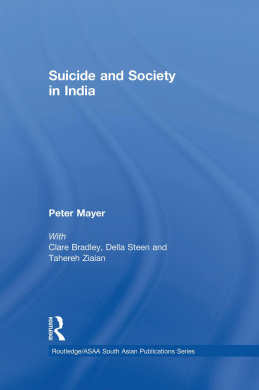 Suicide and Society
in India
Peter Mayer
With
Clare Bradley, Della Steen and
Tahereh Ziaian
ROUTLEDGE
Routledge/ASAA South Asian Publications Series